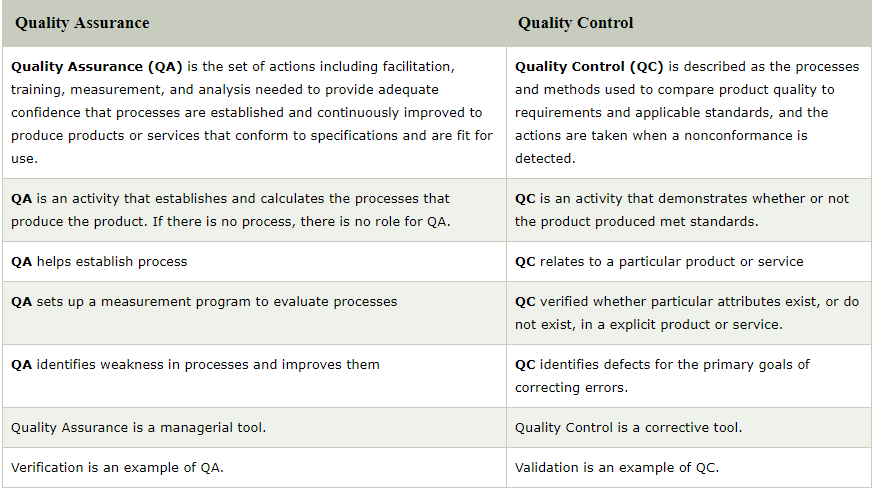 Quality Assurance
Quality Control
Quality Assurance (QA) is the set of actions including facilitation,
training, measurement, and analysis needed to provide adequate
confidence that processes are established and continuously improved to
produce products or services that conform to specifications and are fit for
use.
Quality Control (QC) is described as the processes
and methods used to compare product quality to
requirements and applicable standards, and the
actions are taken when a nonconformance is
detected.
QA is an activity that establishes and calculates the processes that
produce the product. If there is no process, there is no role for QA.
QC is an activity that demonstrates whether or not
the product produced met standards.
QA helps establish process
QC relates to a particular product or service
QA sets up a measurement program to evaluate processes
QC verified whether particular attributes exist, or do
not exist, in a explicit product or service.
QA identifies weakness in processes and improves them
QC identifies defects for the primary goals of
correcting errors.
Quality Assurance is a managerial tool.
Quality Control is a corrective tool.
Verification is an example of QA.
Validation is an example of QC.